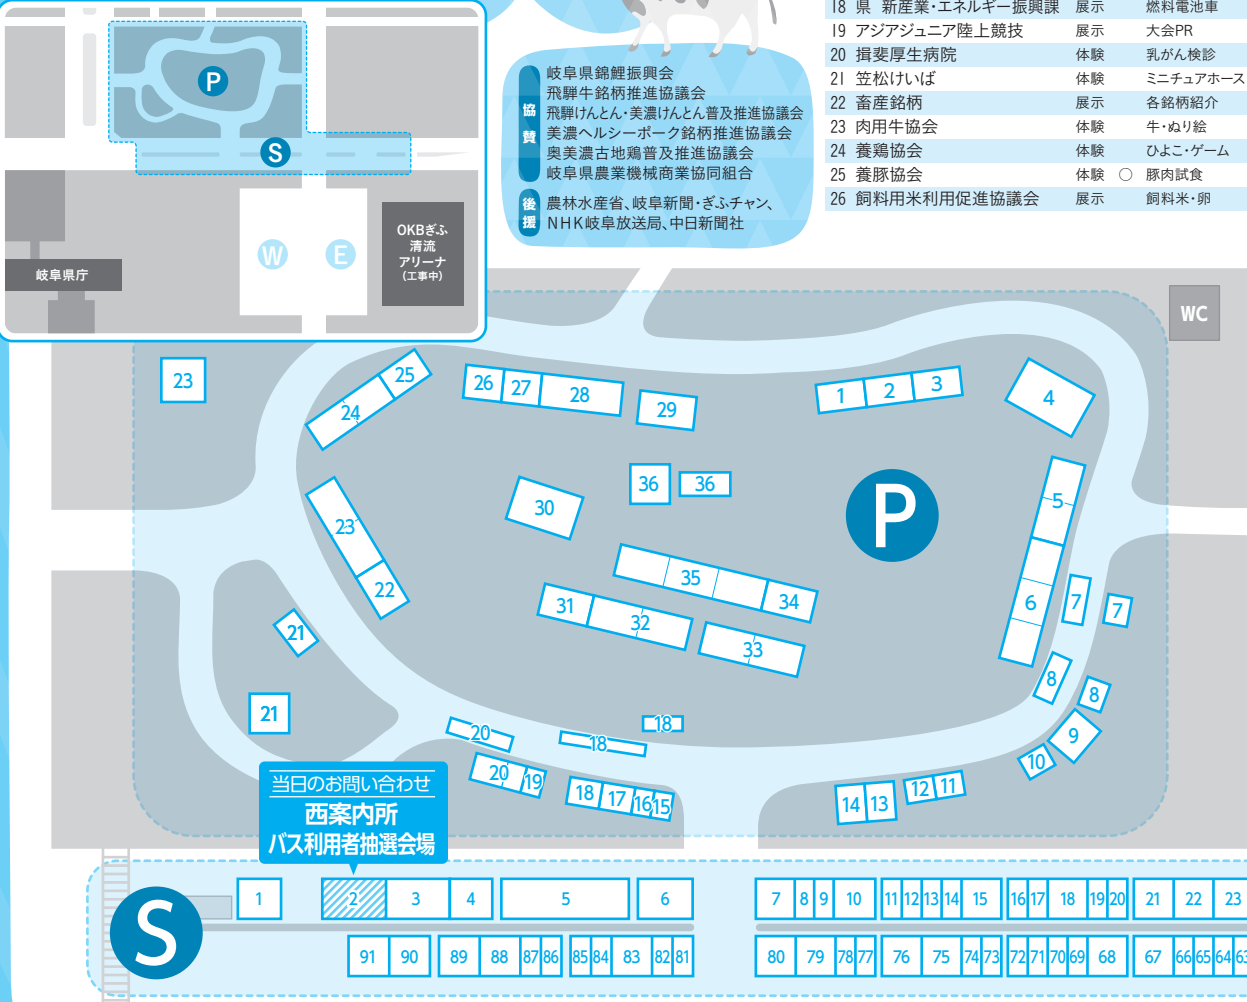 P
S
W
E
OKBぎふ
清流
アリーナ
(工事中)
岐阜県庁
協賛
岐阜県錦鯉振興会
飛騨牛銘柄推進協議会
飛騨けんとん・美濃けんとん普及推進協議会
美濃ヘルシーポーク銘柄推進協議会
奥美濃古地鶏普及推進協議会
岐阜県農業機械商業協同組合
後援
農林水産省、岐阜新聞・ぎふチャン、
NHK岐阜放送局、中日新聞社
18 県 新産業・エネルギー振興課 展示 燃料電池車
19 アジアジュニア陸上競技 展示 大会PR
20 揖斐厚生病院 体験 乳がん検診
21 笠松けいば 体験 ミニチュアホース
22 畜産銘柄 展示 各銘柄紹介
23 肉用牛協会 体験 牛・ぬり絵
24 養鶏協会 体験 ひよこ・ゲーム
25 養豚協会 体験 ○ 豚肉試食
26 飼料用米利用促進協議会 展示 飼料米・卵
WC
23
24
25
26 27 28
29
1 2 3
4
36 36
30
P
5
23
22
35
34
31
32
33
6
7
7
21
21
8
8
18
20
18
9
10
20 19
18 17 16 15
14 13
12 11
当日のお問い合わせ
西案内所
バス利用者抽選会場
S
1 2 3 4 5 6 7 8 9 10 11 12 13 14 15 16 17 18 19 20 21 22 23
91 90 89 88 87 86 85 84 83 82 81 80 79 78 77 76 75 74 73 72 71 70 69 68 67 66 65 64 63